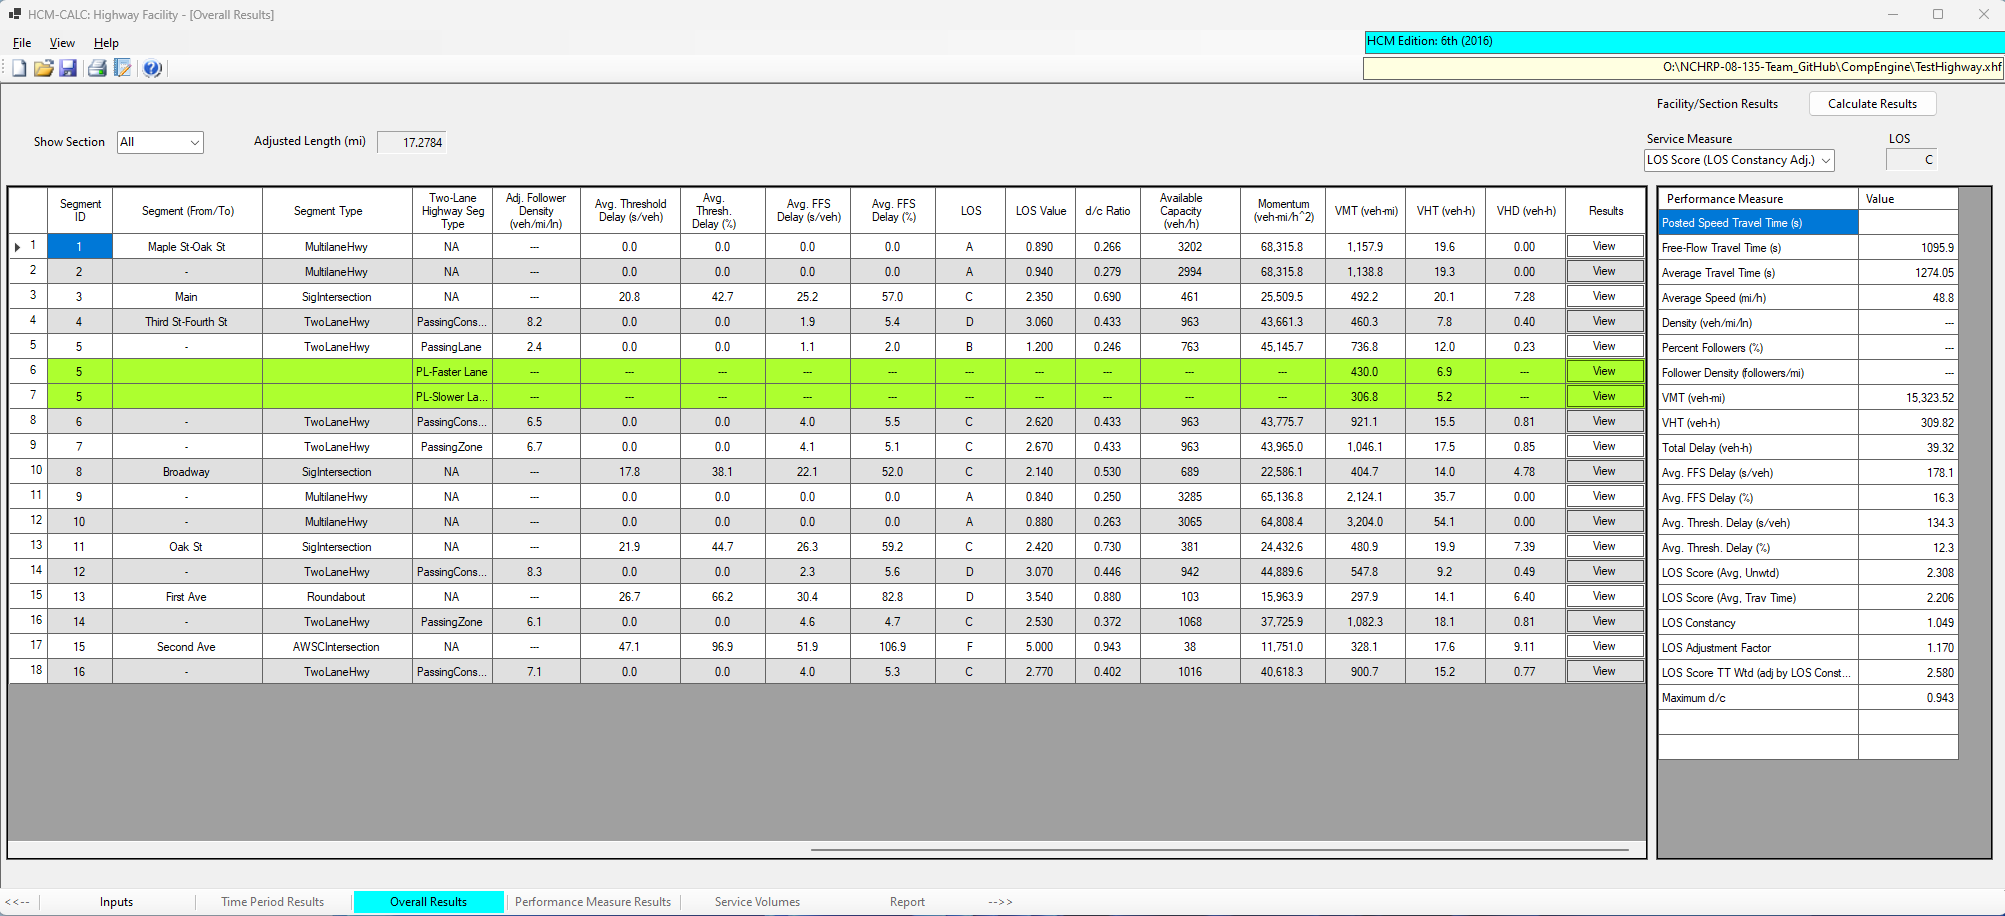 HCM-CALC: Highway Facility - [Overall Results]
File View Help
HCM Edition: 6th (2016)
O:\NCHRP-08-135-Team_GitHub\CompEngine\TestHighway.xhf
Facility/Section Results Calculate Results
Show Section All Adjusted Length (mi) 17.2784
Service Measure LOS
LOS Score (LOS Constancy Adj.) C
Segment ID Segment (From/To) Segment Type Two-Lane Highway Seg Type Adj. Follower Density (veh/mi/ln) Avg. Threshold Delay (s/veh) Avg. Thresh. Delay (%) Avg. FFS Delay (s/veh) Avg. FFS Delay (%) LOS LOS Value d/c Ratio Available Capacity (veh/h) Momentum (veh-mi/h^2) VMT (veh-mi) VHT (veh-h) VHD (veh-h) Results
1 1 Maple St-Oak St MultilaneHwy NA --- 0.0 0.0 0.0 0.0 A 0.890 0.266 3202 68,315.8 1,157.9 19.6 0.00 View
2 2 - MultilaneHwy NA --- 0.0 0.0 0.0 0.0 A 0.940 0.279 2994 68,315.8 1,138.8 19.3 0.00 View
3 3 Main SigIntersection NA --- 20.8 42.7 25.2 57.0 C 2.350 0.690 461 25,509.5 492.2 20.1 7.28 View
4 4 Third St-Fourth St TwoLaneHwy PassingCons... 8.2 0.0 0.0 1.9 5.4 D 3.060 0.433 963 43,661.3 460.3 7.8 0.40 View
5 5 - TwoLaneHwy PassingLane 2.4 0.0 0.0 1.1 2.0 B 1.200 0.246 763 45,145.7 736.8 12.0 0.23 View
6 5 PL-Faster Lane --- --- --- --- --- --- --- --- --- --- 430.0 6.9 --- View
7 5 PL-Slower La... --- --- --- --- --- --- --- --- --- --- 306.8 5.2 --- View
8 6 - TwoLaneHwy PassingCons... 6.5 0.0 0.0 4.0 5.5 C 2.620 0.433 963 43,775.7 921.1 15.5 0.81 View
9 7 - TwoLaneHwy PassingZone 6.7 0.0 0.0 4.1 5.1 C 2.670 0.433 963 43,965.0 1,046.1 17.5 0.85 View
10 8 Broadway SigIntersection NA --- 17.8 38.1 22.1 52.0 C 2.140 0.530 689 22,586.1 404.7 14.0 4.78 View
11 9 - MultilaneHwy NA --- 0.0 0.0 0.0 0.0 A 0.840 0.250 3285 65,136.8 2,124.1 35.7 0.00 View
12 10 - MultilaneHwy NA --- 0.0 0.0 0.0 0.0 A 0.880 0.263 3065 64,808.4 3,204.0 54.1 0.00 View
13 11 Oak St SigIntersection NA --- 21.9 44.7 26.3 59.2 C 2.420 0.730 381 24,432.6 480.9 19.9 7.39 View
14 12 - TwoLaneHwy PassingCons... 8.3 0.0 0.0 2.3 5.6 D 3.070 0.446 942 44,889.6 547.8 9.2 0.49 View
15 13 First Ave Roundabout NA --- 26.7 66.2 30.4 82.8 D 3.540 0.880 103 15,963.9 297.9 14.1 6.40 View
16 14 - TwoLaneHwy PassingZone 6.1 0.0 0.0 4.6 4.7 C 2.530 0.372 1068 37,725.9 1,082.3 18.1 0.81 View
17 15 Second Ave AWSCIntersection NA --- 47.1 96.9 51.9 106.9 F 5.000 0.943 38 11,751.0 328.1 17.6 9.11 View
18 16 - TwoLaneHwy PassingCons... 7.1 0.0 0.0 4.0 5.3 C 2.770 0.402 1016 40,618.3 900.7 15.2 0.77 View
Performance Measure Value
Posted Speed Travel Time (s)
Free-Flow Travel Time (s) 1095.9
Average Travel Time (s) 1274.05
Average Speed (mi/h) 48.8
Density (veh/mi/ln) ---
Percent Followers (%) ---
Follower Density (followers/mi) ---
VMT (veh-mi) 15,323.52
VHT (veh-h) 309.82
Total Delay (veh-h) 39.32
Avg. FFS Delay (s/veh) 178.1
Avg. FFS Delay (%) 16.3
Avg. Thresh. Delay (s/veh) 134.3
Avg. Thresh. Delay (%) 12.3
LOS Score (Avg, Unwtd) 2.308
LOS Score (Avg, Trav Time) 2.206
LOS Constancy 1.049
LOS Adjustment Factor 1.170
LOS Score TT Wtd (adj by LOS Const... 2.580
Maximum d/c 0.943
<<-- Inputs Time Period Results Overall Results Performance Measure Results Service Volumes Report -->>